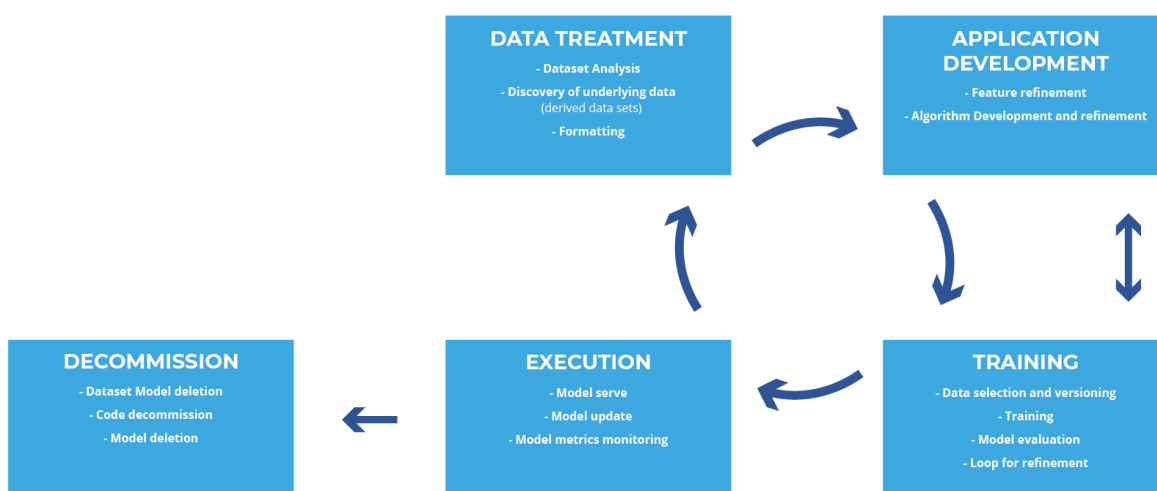 DATA TREATMENT
- Dataset Analysis
- Discovery of underlying data
(derived data sets)
- Formatting
APPLICATION
DEVELOPMENT
- Feature refinement
- Algorithm Development and refinement
DECOMMISSION
- Dataset Model deletion
- Code decommission
- Model deletion
EXECUTION
- Model serve
- Model update
- Model metrics monitoring
TRAINING
- Data selection and versioning
- Training
- Model evaluation
- Loop for refinement